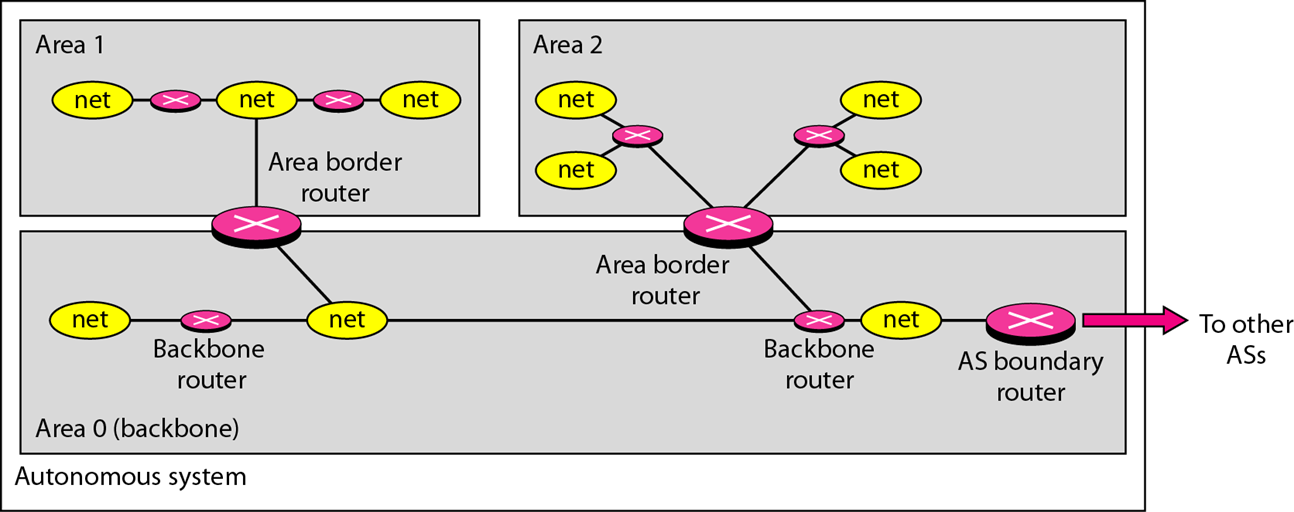 Area 1
net
net
net
Area border
router
Area 2
net
net
net
net
Area border
router
net
Backbone
router
net
Backbone
router
net
AS boundary
router
To other
ASs
Area 0 (backbone)
Autonomous system